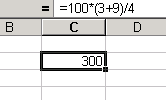 = =100*(3+9)/4
B C D
300